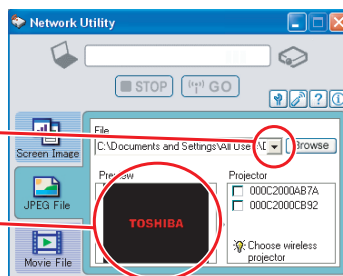 Network Utility
STOP
GO
?
Screen Image
JPEG File
Movie File
File
C:\Documents and Settings\All Use
Browse
Preview
Projector
TOSHIBA
000C2000AB7A
000C2000CB92
Choose wireless
projector